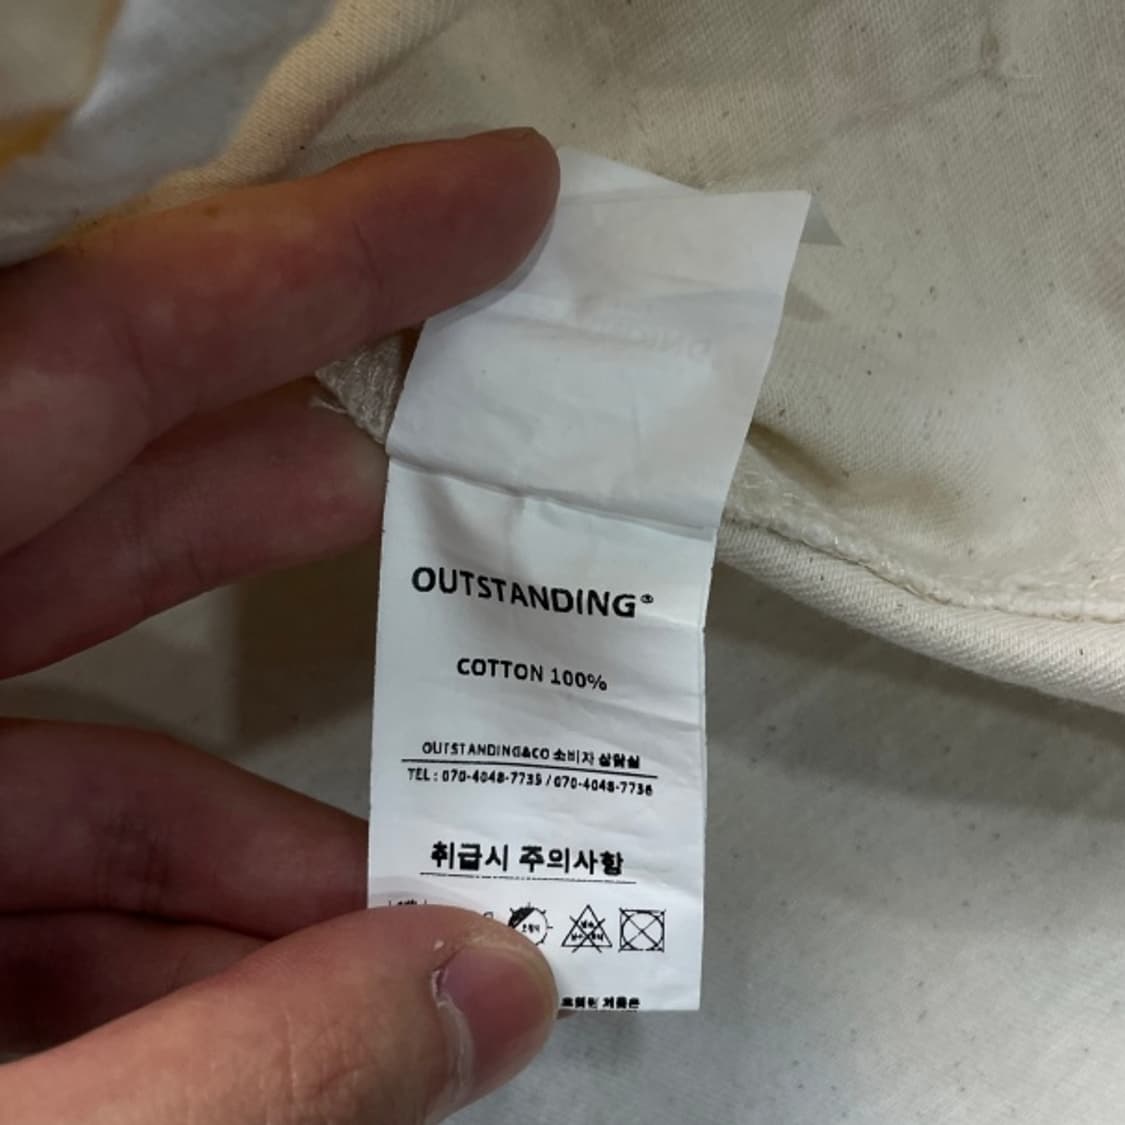 OUTSTANDING®
COTTON 100%
OUTSTANDING&CO 소비자 상담실
TEL : 070-4048-7735 / 070-4048-7736
취급시 주의사항